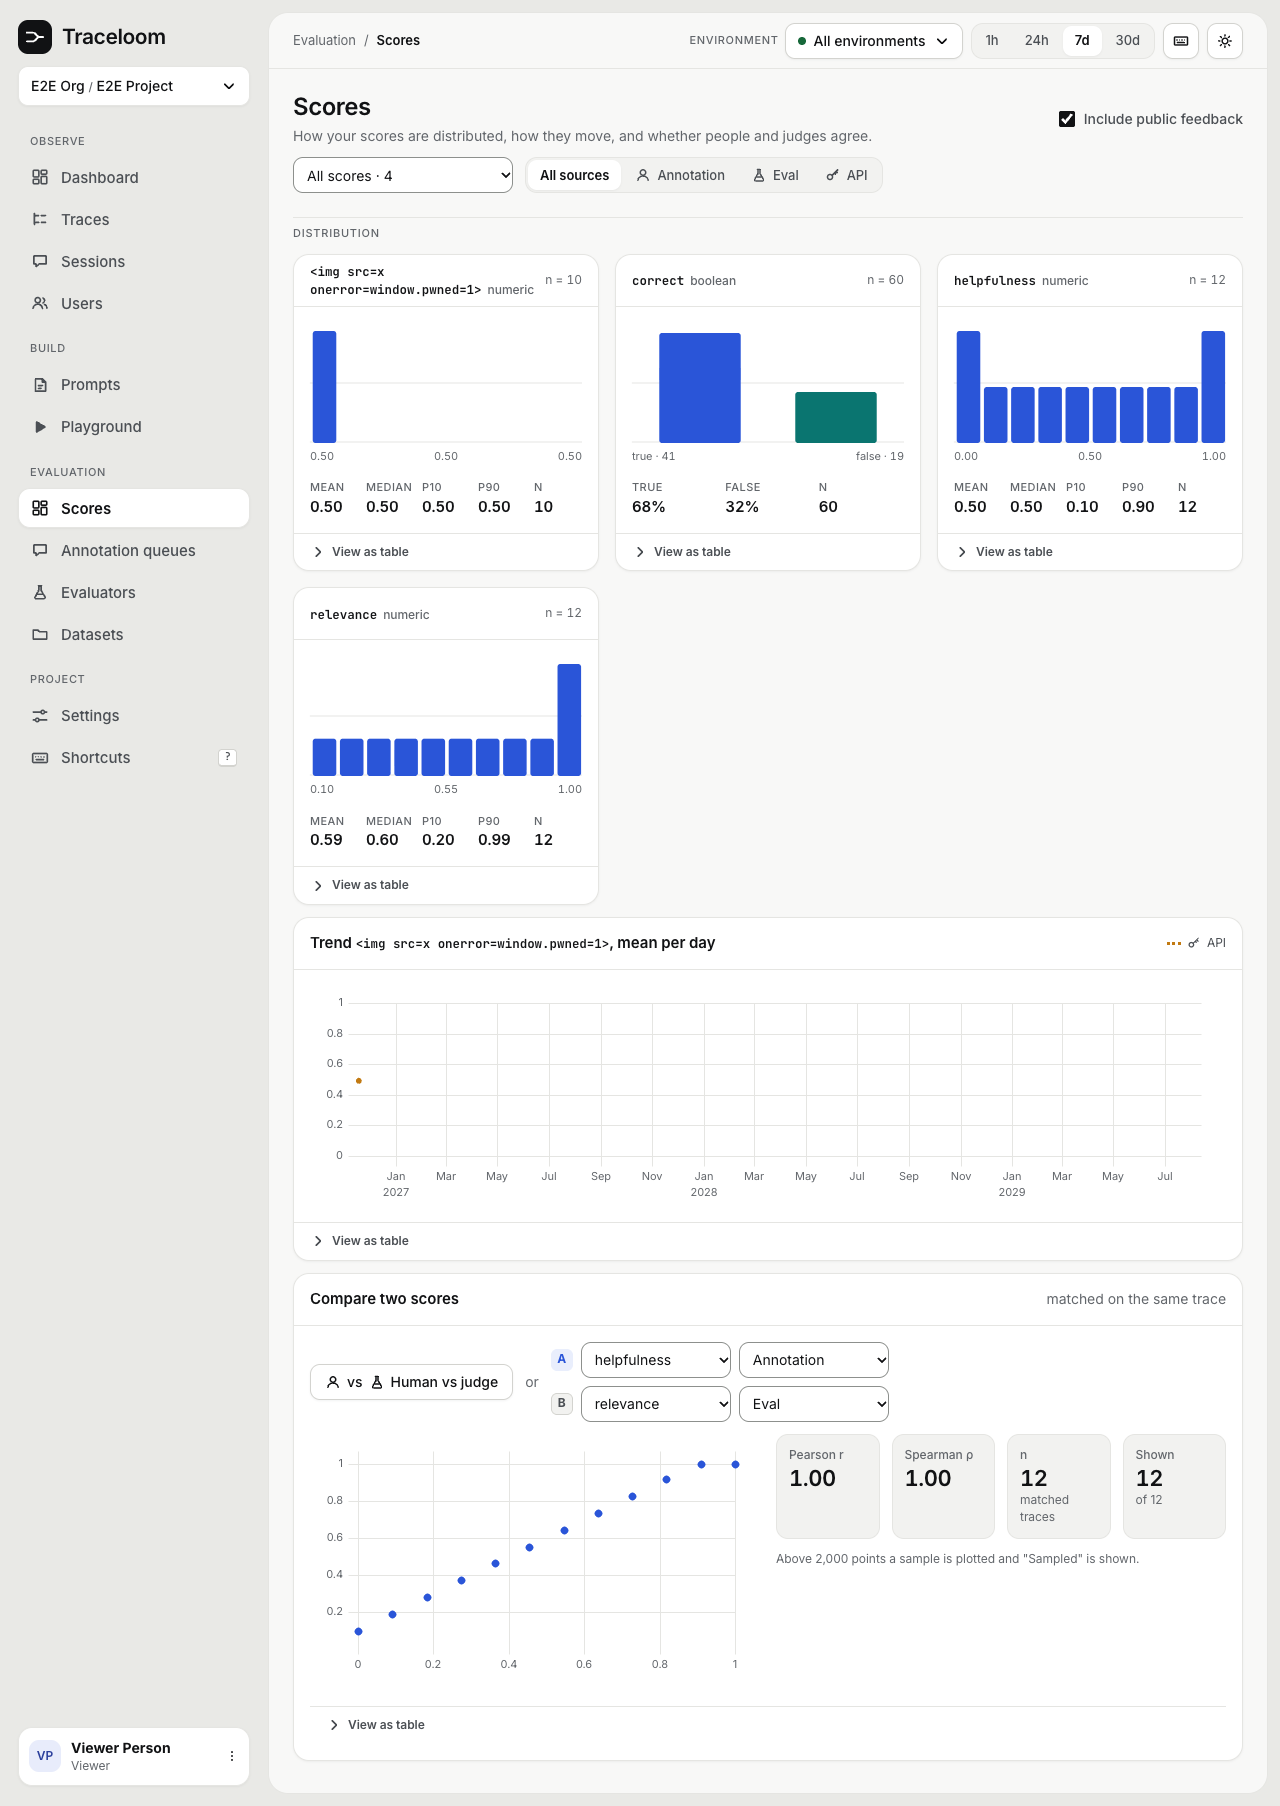 Traceloom
E2E Org / E2E Project
OBSERVE
Dashboard
Traces
Sessions
Users
BUILD
Prompts
Playground
EVALUATION
Scores
Annotation queues
Evaluators
Datasets
PROJECT
Settings
Shortcuts ?
VP Viewer Person
Viewer
Evaluation / Scores
ENVIRONMENT All environments 1h 24h 7d 30d
Scores
How your scores are distributed, how they move, and whether people and judges agree.
Include public feedback
All scores · 4 All sources Annotation Eval API
DISTRIBUTION
<img src=x
onerror=window.pwned=1> numeric n = 10
0.50 0.50 0.50
MEAN MEDIAN P10 P90 N
0.50 0.50 0.50 0.50 10
View as table
correct boolean n = 60
true · 41 false · 19
TRUE FALSE N
68% 32% 60
View as table
helpfulness numeric n = 12
0.00 0.50 1.00
MEAN MEDIAN P10 P90 N
0.50 0.50 0.10 0.90 12
View as table
relevance numeric n = 12
0.10 0.55 1.00
MEAN MEDIAN P10 P90 N
0.59 0.60 0.20 0.99 12
View as table
Trend <img src=x onerror=window.pwned=1>, mean per day API
1
0.8
0.6
0.4
0.2
0
Jan Mar May Jul Sep Nov Jan Mar May Jul Sep Nov Jan Mar May Jul
2027 2028 2029
View as table
Compare two scores matched on the same trace
vs Human vs judge or
A helpfulness Annotation
B relevance Eval
1
0.8
0.6
0.4
0.2
0 0.2 0.4 0.6 0.8 1
Pearson r
1.00
Spearman ρ
1.00
n
12
matched
traces
Shown
12
of 12
Above 2,000 points a sample is plotted and "Sampled" is shown.
View as table